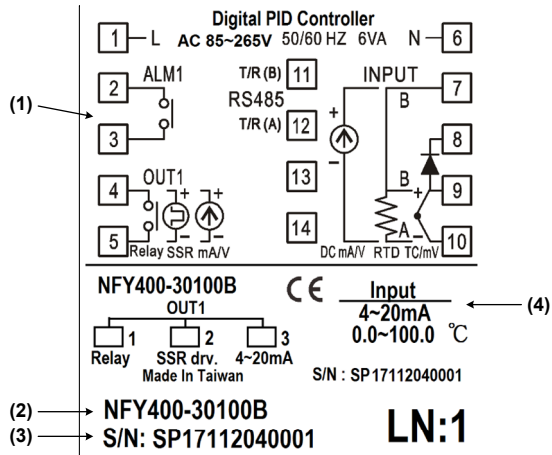 Digital PID Controller
AC 85~265V 50/60 HZ 6VA
1 L
N 6
2 ALM1
3
(1)
T/R (B) 11
RS485
T/R (A) 12
13
14
INPUT
7
B
8
+
-
B + 9
A - 10
4 OUT1
5
+ +
- -
Relay SSR mA/V
DC mA/V RTD TC/mV
NFY400-30100B
CE
OUT1
1 2 3
Relay SSR drv. 4~20mA
Made In Taiwan
Input
4~20mA
0.0~100.0 ℃
(4)
S/N : SP17112040001
(2) NFY400-30100B
(3) S/N: SP17112040001
LN:1